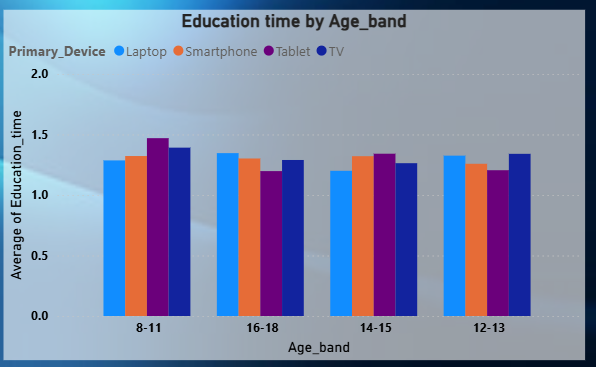 Education time by Age_band
Primary_Device Laptop Smartphone Tablet TV
2.0
1.5
1.0
0.5
0.0
Average of Education_time
8-11 16-18 14-15 12-13
Age_band